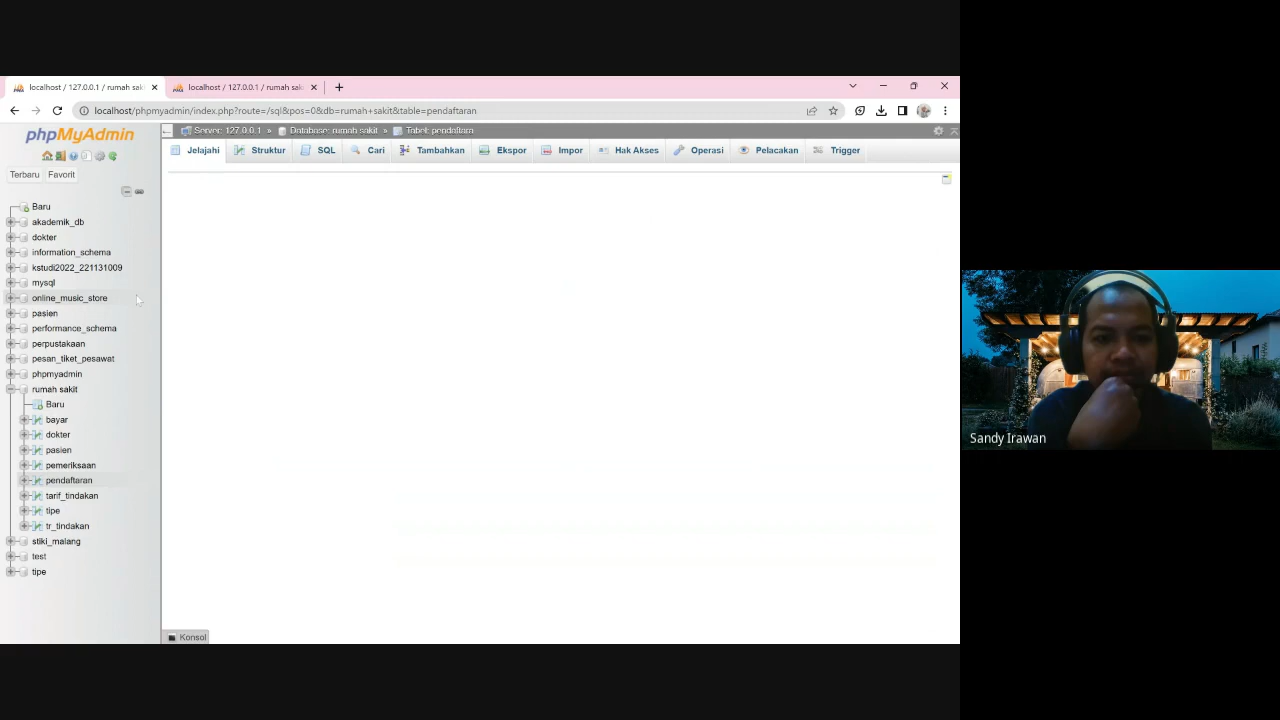 localhost / 127.0.0.1 / rumah sak
localhost / 127.0.0.1 / rumah sak
localhost/phpmyadmin/index.php?route=/sql&pos=0&db=rumah+sakit&table=pendaftaran
phpMyAdmin
Server: 127.0.0.1 » Database: rumah sakit » Tabel: pendaftaran
Jelajahi Struktur SQL Cari Tambahkan Ekspor Impor Hak Akses Operasi Pelacakan Trigger
Terbaru Favorit
Baru
akademik_db
dokter
information_schema
kstudi2022_221131009
mysql
online_music_store
pasien
performance_schema
perpustakaan
pesan_tiket_pesawat
phpmyadmin
rumah sakit
Baru
bayar
dokter
pasien
pemeriksaan
pendaftaran
tarif_tindakan
tipe
tr_tindakan
stiki_malang
test
tipe
Konsol
Sandy Irawan